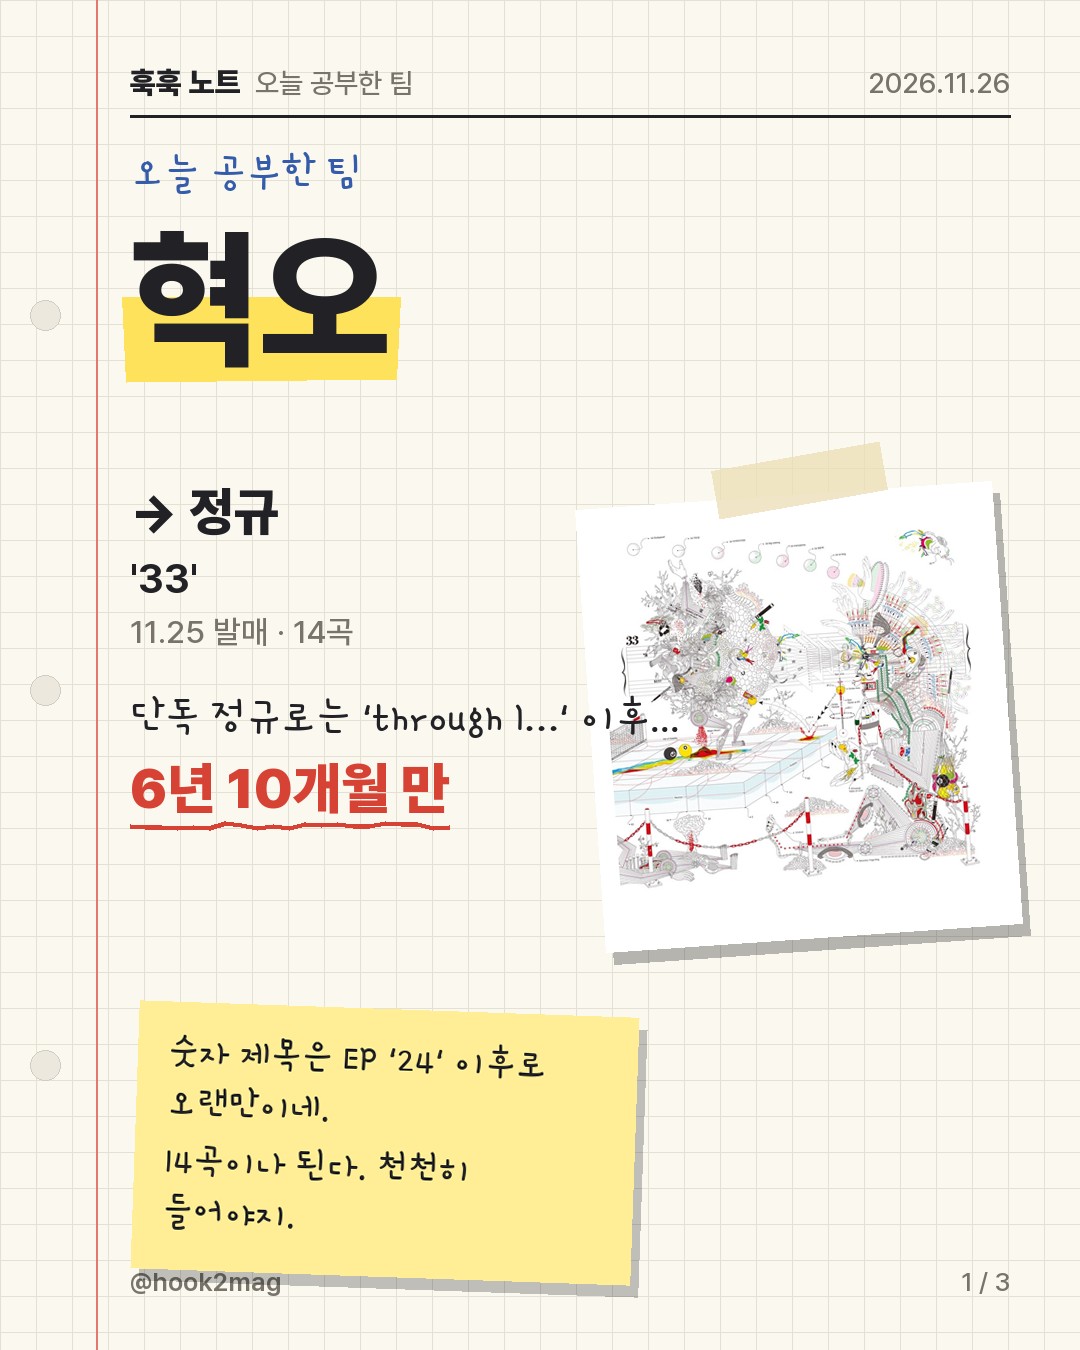 훅훅 노트 오늘 공부한 팀 2026.11.26
오늘 공부한 팀
혁오
→ 정규
'33'
11.25 발매 · 14곡
33
단독 정규로는 'through l...' 이후...
6년 10개월 만
숫자 제목은 EP '24' 이후로
오랜만이네.
14곡이나 된다. 천천히
들어야지.
@hook2mag 1 / 3